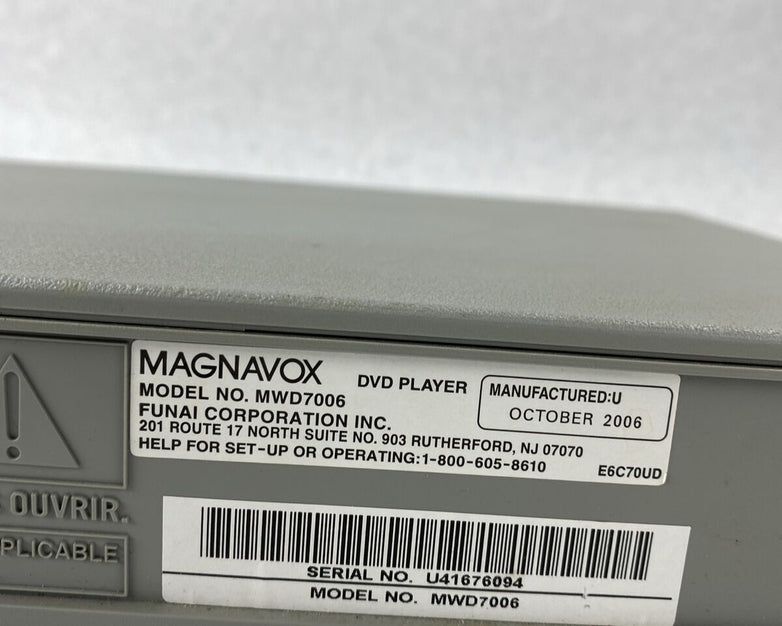 MAGNAVOX
DVD PLAYER
MODEL NO. MWD7006
FUNAI CORPORATION INC.
201 ROUTE 17 NORTH SUITE NO. 903 RUTHERFORD, NJ 07070
HELP FOR SET-UP OR OPERATING:1-800-605-8610
MANUFACTURED:U
OCTOBER 2006
E6C70UD
OUVRIR.
PLICABLE
SERIAL NO. U41676094
MODEL NO. MWD7006